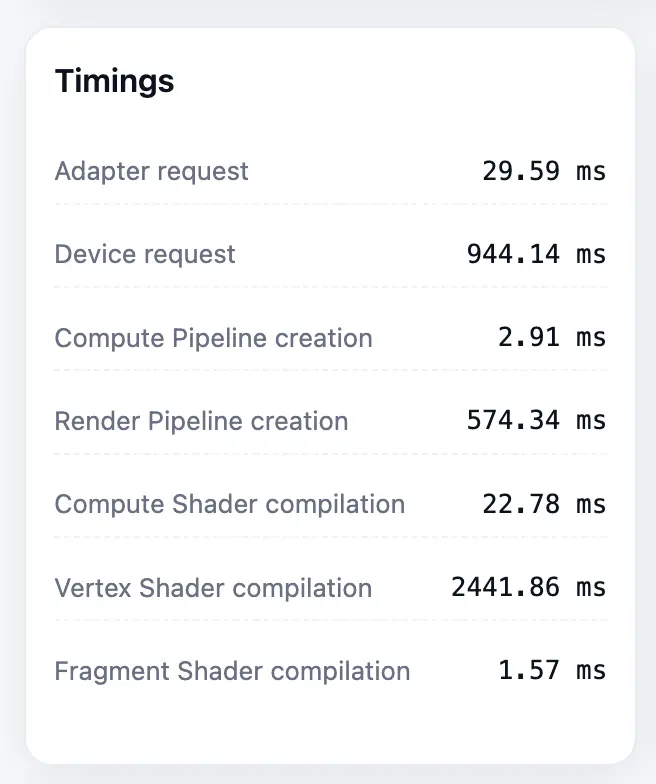 Timings
Adapter request 29.59 ms
Device request 944.14 ms
Compute Pipeline creation 2.91 ms
Render Pipeline creation 574.34 ms
Compute Shader compilation 22.78 ms
Vertex Shader compilation 2441.86 ms
Fragment Shader compilation 1.57 ms